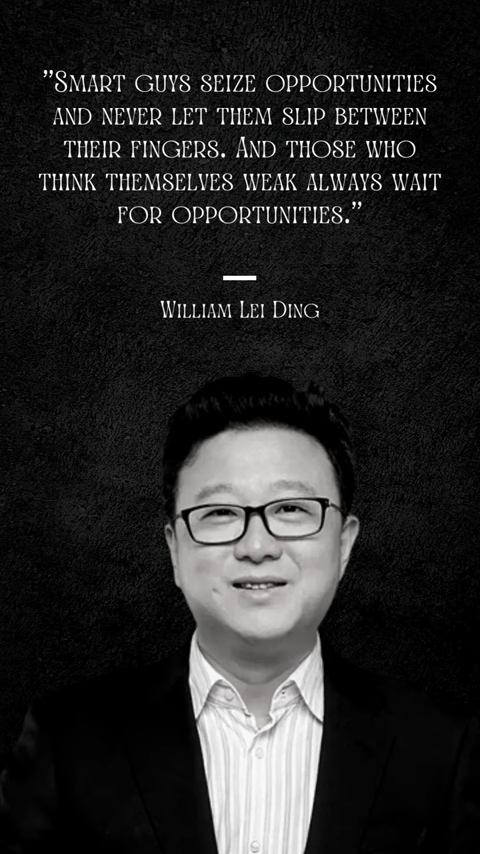 ”Smart guys seize opportunities
and never let them slip between
their fingers. And those who
think themselves weak always wait
for opportunities.”
William Lei Ding